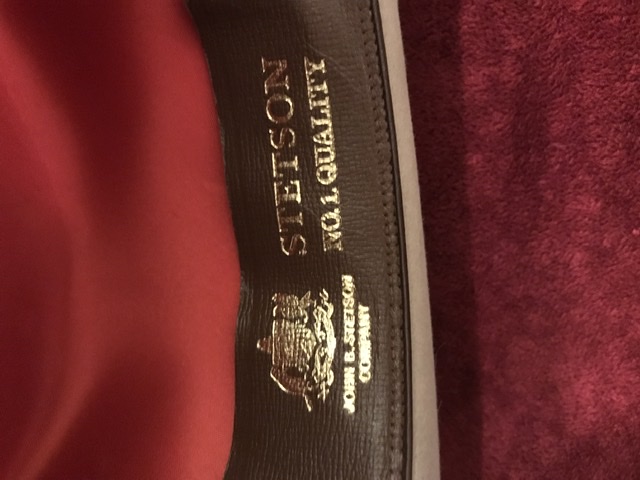 STETSON
NO. 1 QUALITY
JOHN B. STETSON
COMPANY